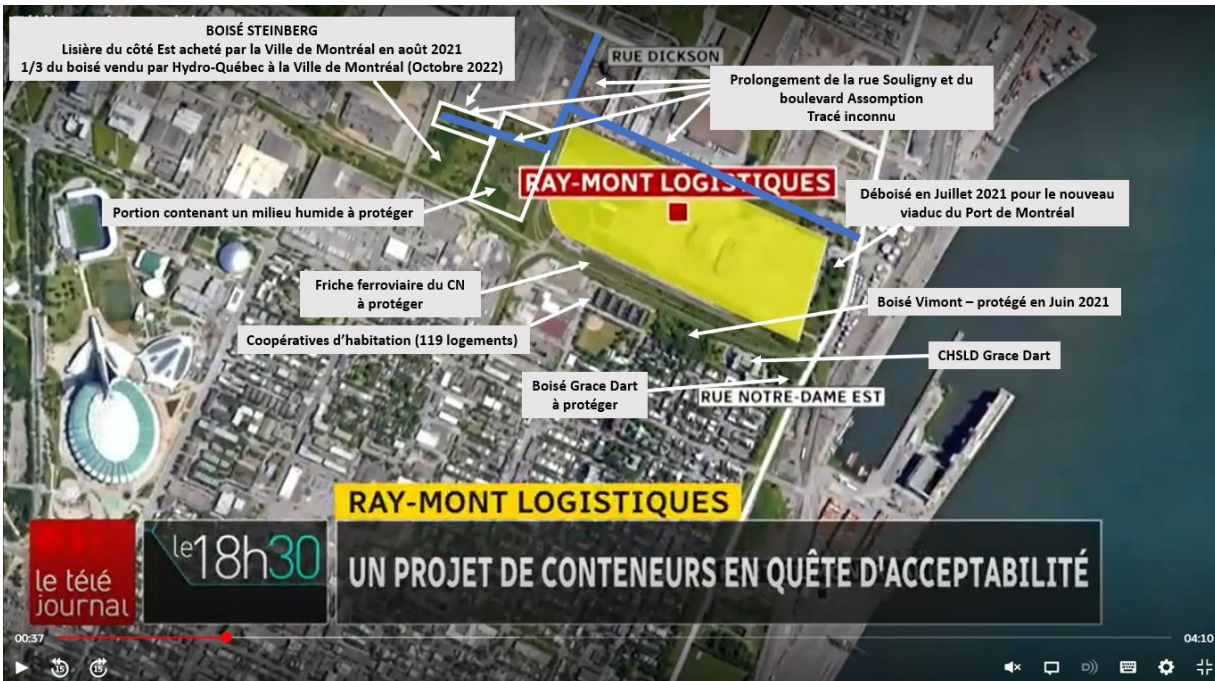 BOISÉ STEINBERG
Lisière du côté Est acheté par la Ville de Montréal en août 2021
1/3 du boisé vendu par Hydro-Québec à la Ville de Montréal (Octobre 2022)
RUE DICKSON
Prolongement de la rue Souligny et du
boulevard Assomption
Tracé inconnu
RAY-MONT LOGISTIQUES
Déboisé en Juillet 2021 pour le nouveau
viaduc du Port de Montréal
Portion contenant un milieu humide à protéger
Friche ferroviaire du CN
à protéger
Boisé Vimont – protégé en Juin 2021
Coopératives d'habitation (119 logements)
CHSLD Grace Dart
Boisé Grace Dart
à protéger
RUE NOTRE-DAME EST
RAY-MONT LOGISTIQUES
le télé
journal
le 18h30
UN PROJET DE CONTENEURS EN QUÊTE D'ACCEPTABILITÉ
00:37
04:10
15
15